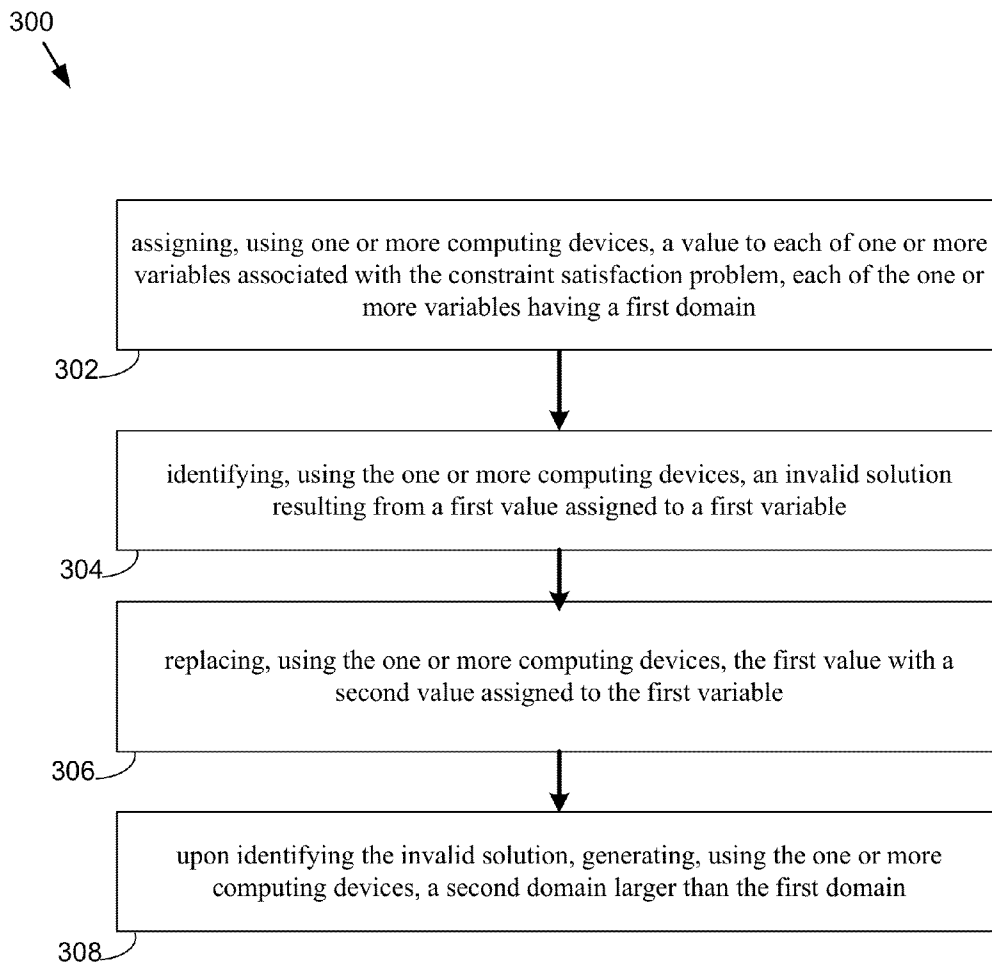 300
assigning, using one or more computing devices, a value to each of one or more
variables associated with the constraint satisfaction problem, each of the one or
more variables having a first domain
302
identifying, using the one or more computing devices, an invalid solution
resulting from a first value assigned to a first variable
304
replacing, using the one or more computing devices, the first value with a
second value assigned to the first variable
306
upon identifying the invalid solution, generating, using the one or more
computing devices, a second domain larger than the first domain
308